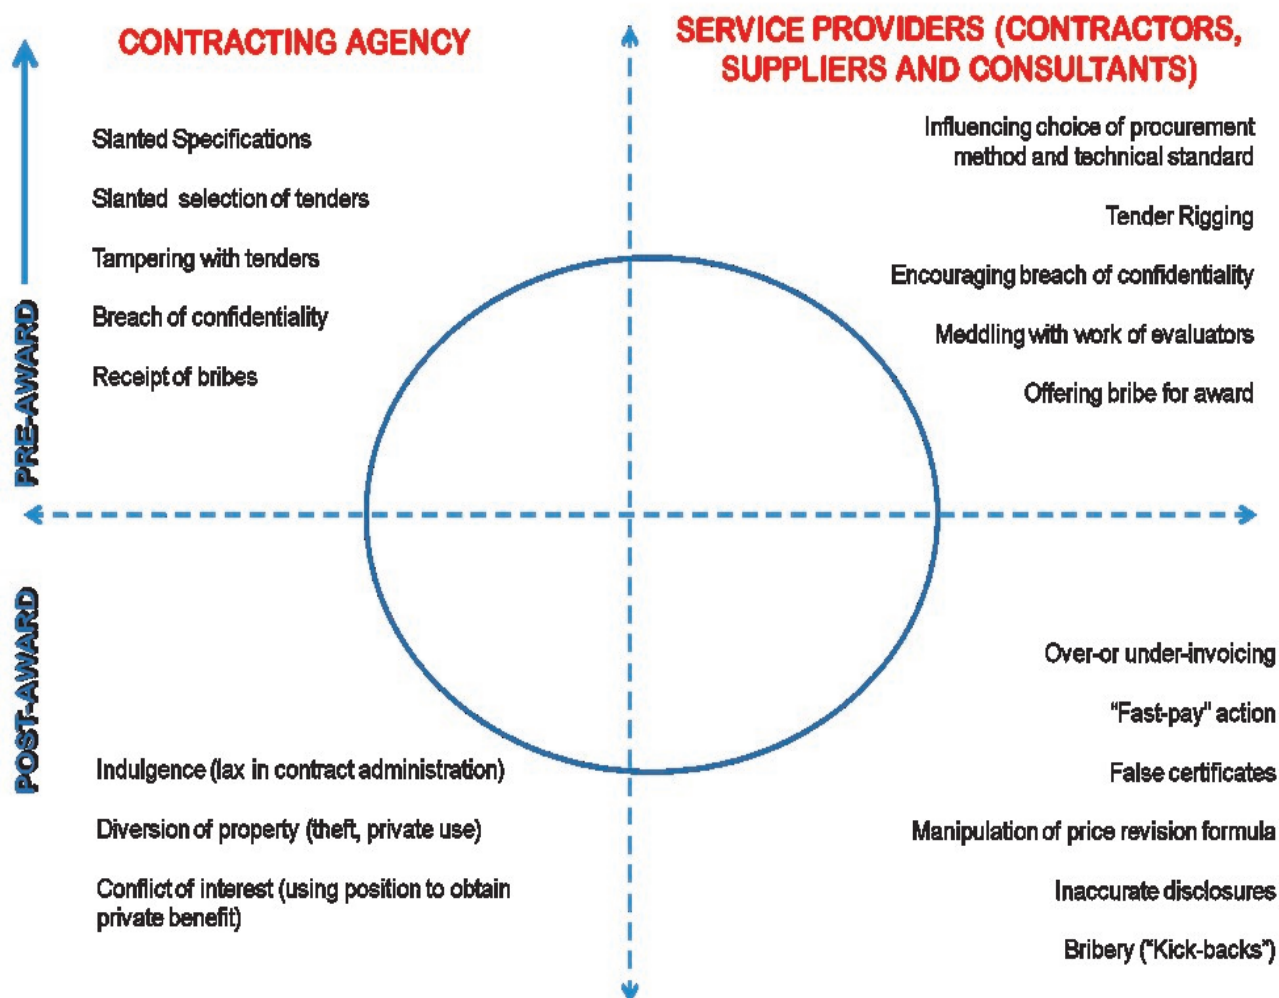 CONTRACTING AGENCY
SERVICE PROVIDERS (CONTRACTORS,
SUPPLIERS AND CONSULTANTS)
PRE-AWARD
Slanted Specifications
Slanted selection of tenders
Tampering with tenders
Breach of confidentiality
Receipt of bribes
Influencing choice of procurement
method and technical standard
Tender Rigging
Encouraging breach of confidentiality
Meddling with work of evaluators
Offering bribe for award
POST-AWARD
Indulgence (lax in contract administration)
Diversion of property (theft, private use)
Conflict of interest (using position to obtain
private benefit)
Over-or under-invoicing
"Fast-pay" action
False certificates
Manipulation of price revision formula
Inaccurate disclosures
Bribery ("Kick-backs")